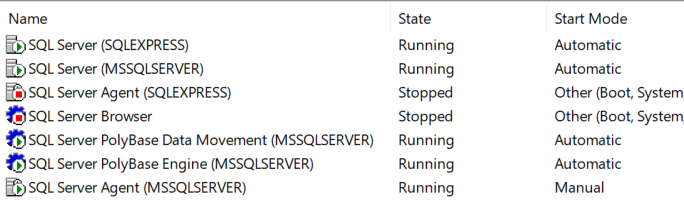 Name State Start Mode
SQL Server (SQLEXPRESS) Running Automatic
SQL Server (MSSQLSERVER) Running Automatic
SQL Server Agent (SQLEXPRESS) Stopped Other (Boot, System,
SQL Server Browser Stopped Other (Boot, System,
SQL Server PolyBase Data Movement (MSSQLSERVER) Running Automatic
SQL Server PolyBase Engine (MSSQLSERVER) Running Automatic
SQL Server Agent (MSSQLSERVER) Running Manual